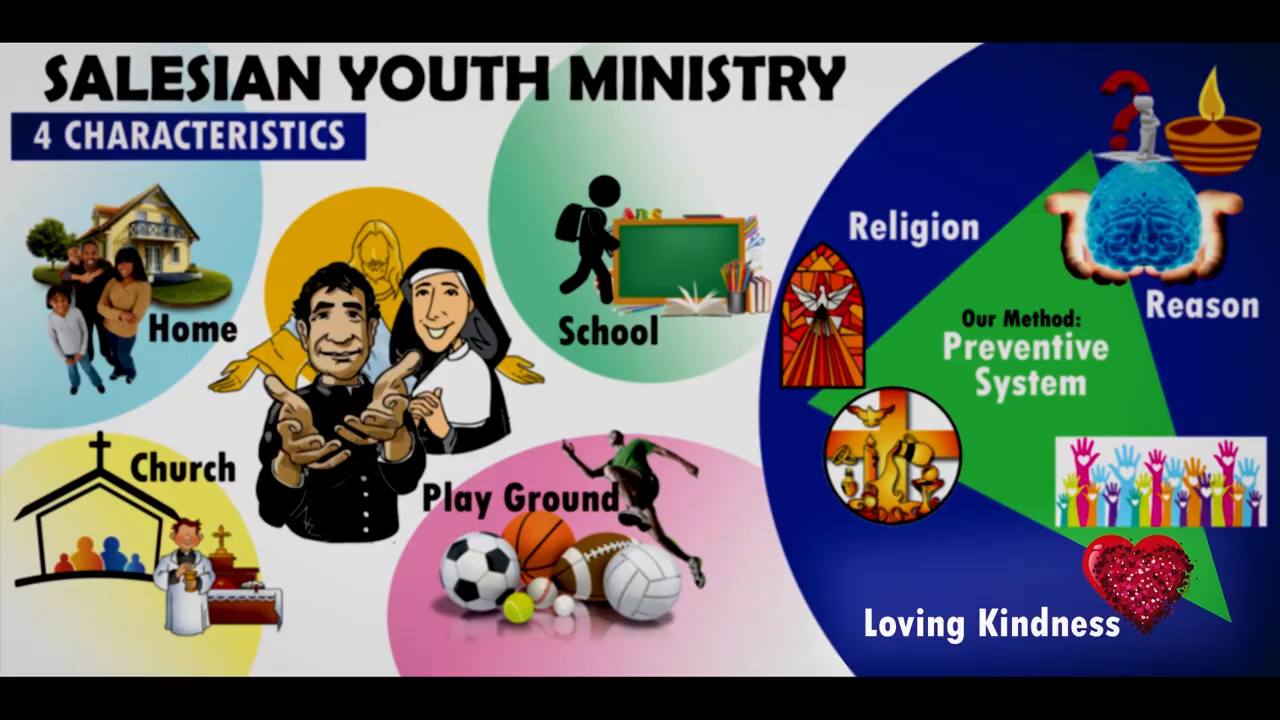 SALESIAN YOUTH MINISTRY
4 CHARACTERISTICS
Home
School
Church
Play Ground
Religion
Reason
Our Method:
Preventive
System
Loving Kindness